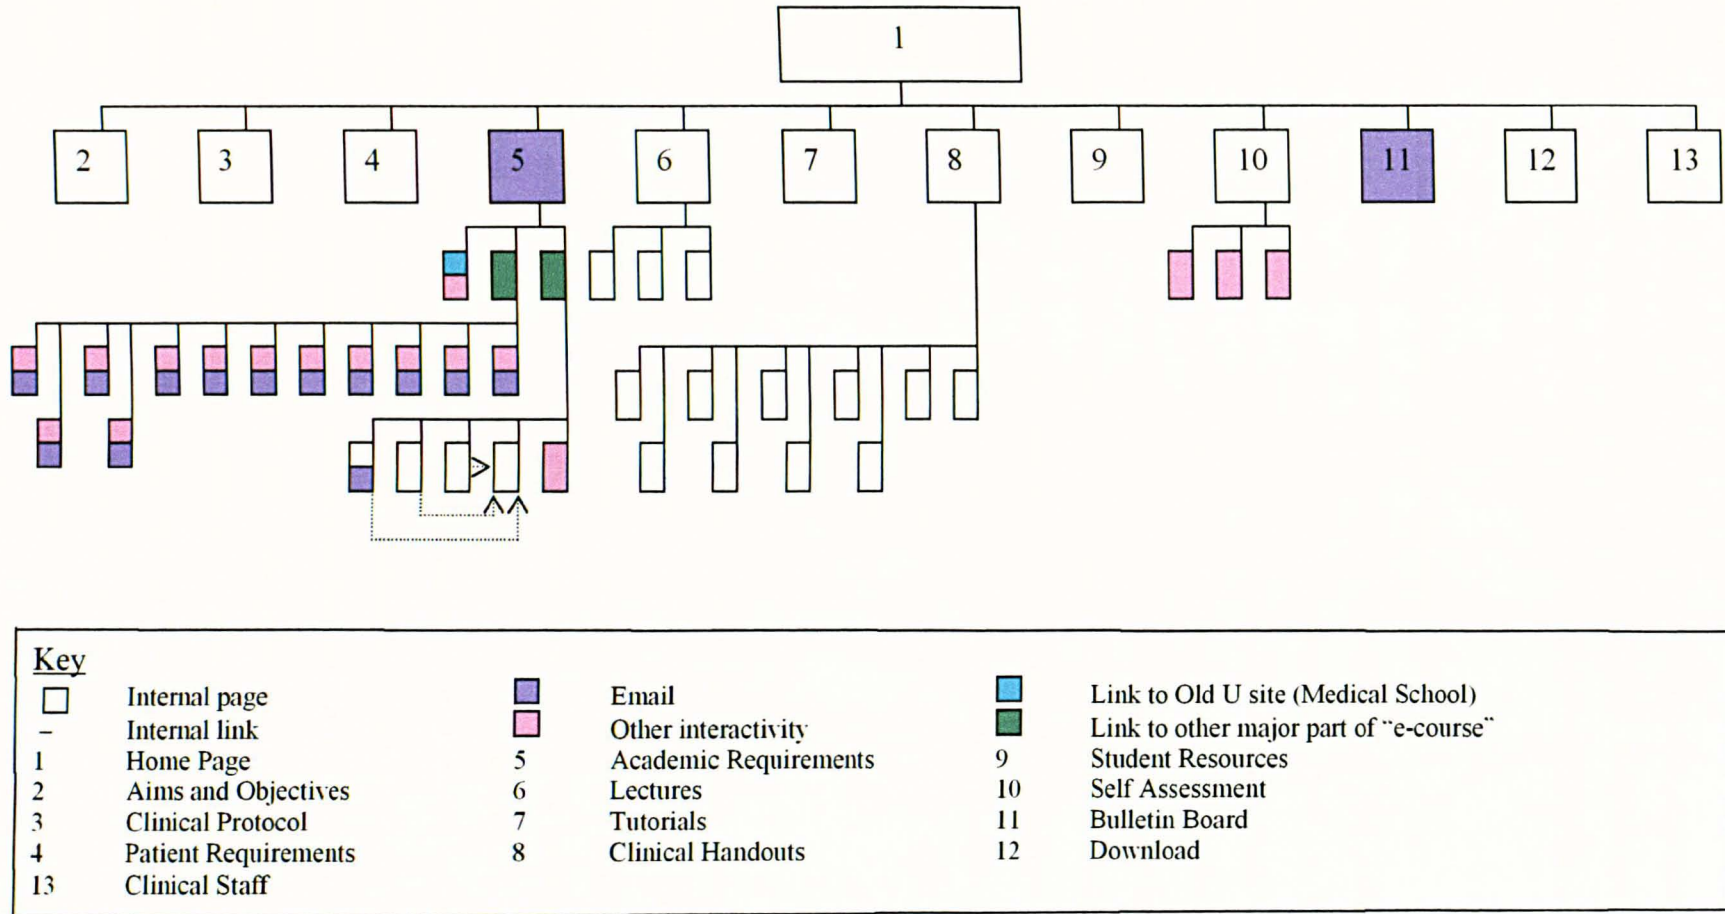 1
2 3 4 5 6 7 8 9 10 11 12 13
Key
Internal page Email Link to Old U site (Medical School)
– Internal link Other interactivity Link to other major part of "e-course"
1 Home Page 5 Academic Requirements 9 Student Resources
2 Aims and Objectives 6 Lectures 10 Self Assessment
3 Clinical Protocol 7 Tutorials 11 Bulletin Board
4 Patient Requirements 8 Clinical Handouts 12 Download
13 Clinical Staff